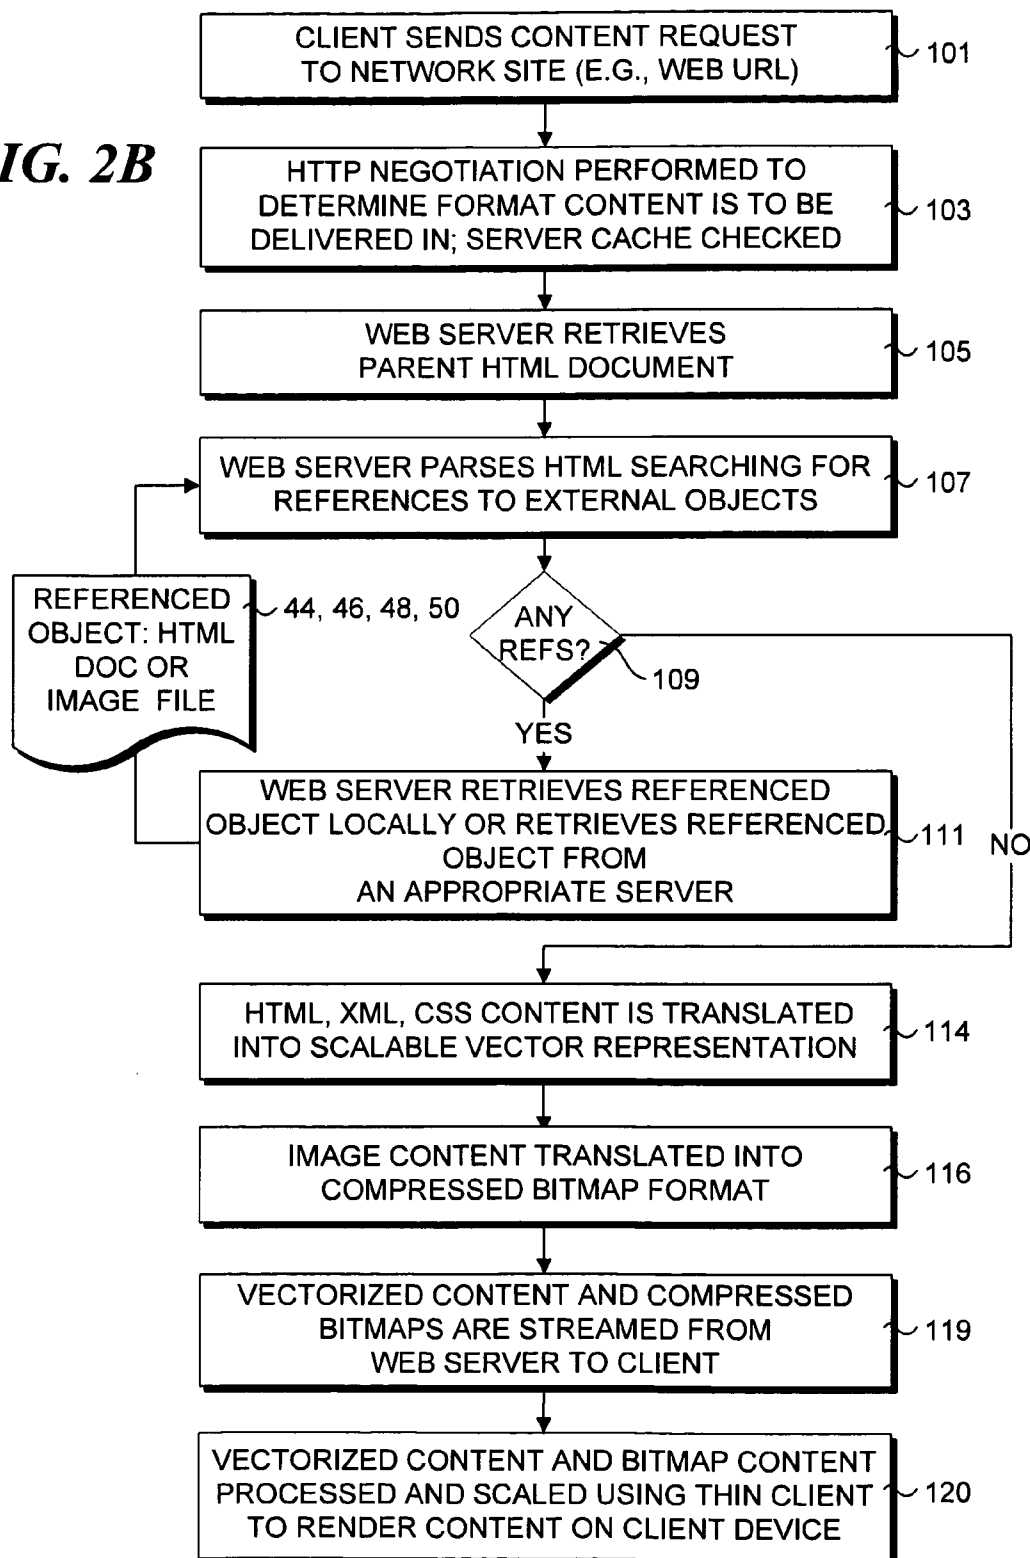 CLIENT SENDS CONTENT REQUEST
TO NETWORK SITE (E.G., WEB URL)
101
IG. 2B
HTTP NEGOTIATION PERFORMED TO
DETERMINE FORMAT CONTENT IS TO BE
DELIVERED IN; SERVER CACHE CHECKED
103
WEB SERVER RETRIEVES
PARENT HTML DOCUMENT
105
WEB SERVER PARSES HTML SEARCHING FOR
REFERENCES TO EXTERNAL OBJECTS
107
REFERENCED
OBJECT: HTML
DOC OR
IMAGE FILE
44, 46, 48, 50
ANY
REFS?
109
YES
WEB SERVER RETRIEVES REFERENCED
OBJECT LOCALLY OR RETRIEVES REFERENCED
OBJECT FROM
AN APPROPRIATE SERVER
111
NO
HTML, XML, CSS CONTENT IS TRANSLATED
INTO SCALABLE VECTOR REPRESENTATION
114
IMAGE CONTENT TRANSLATED INTO
COMPRESSED BITMAP FORMAT
116
VECTORIZED CONTENT AND COMPRESSED
BITMAPS ARE STREAMED FROM
WEB SERVER TO CLIENT
119
VECTORIZED CONTENT AND BITMAP CONTENT
PROCESSED AND SCALED USING THIN CLIENT
TO RENDER CONTENT ON CLIENT DEVICE
120